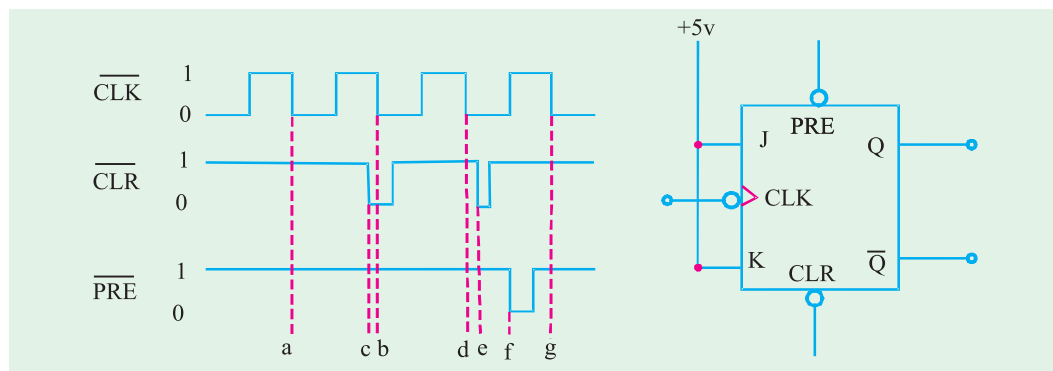 +5v
CLK 1
0
CLR 1
0
PRE 1
0
a c b d e f g
PRE
J Q
CLK
K Q
CLR